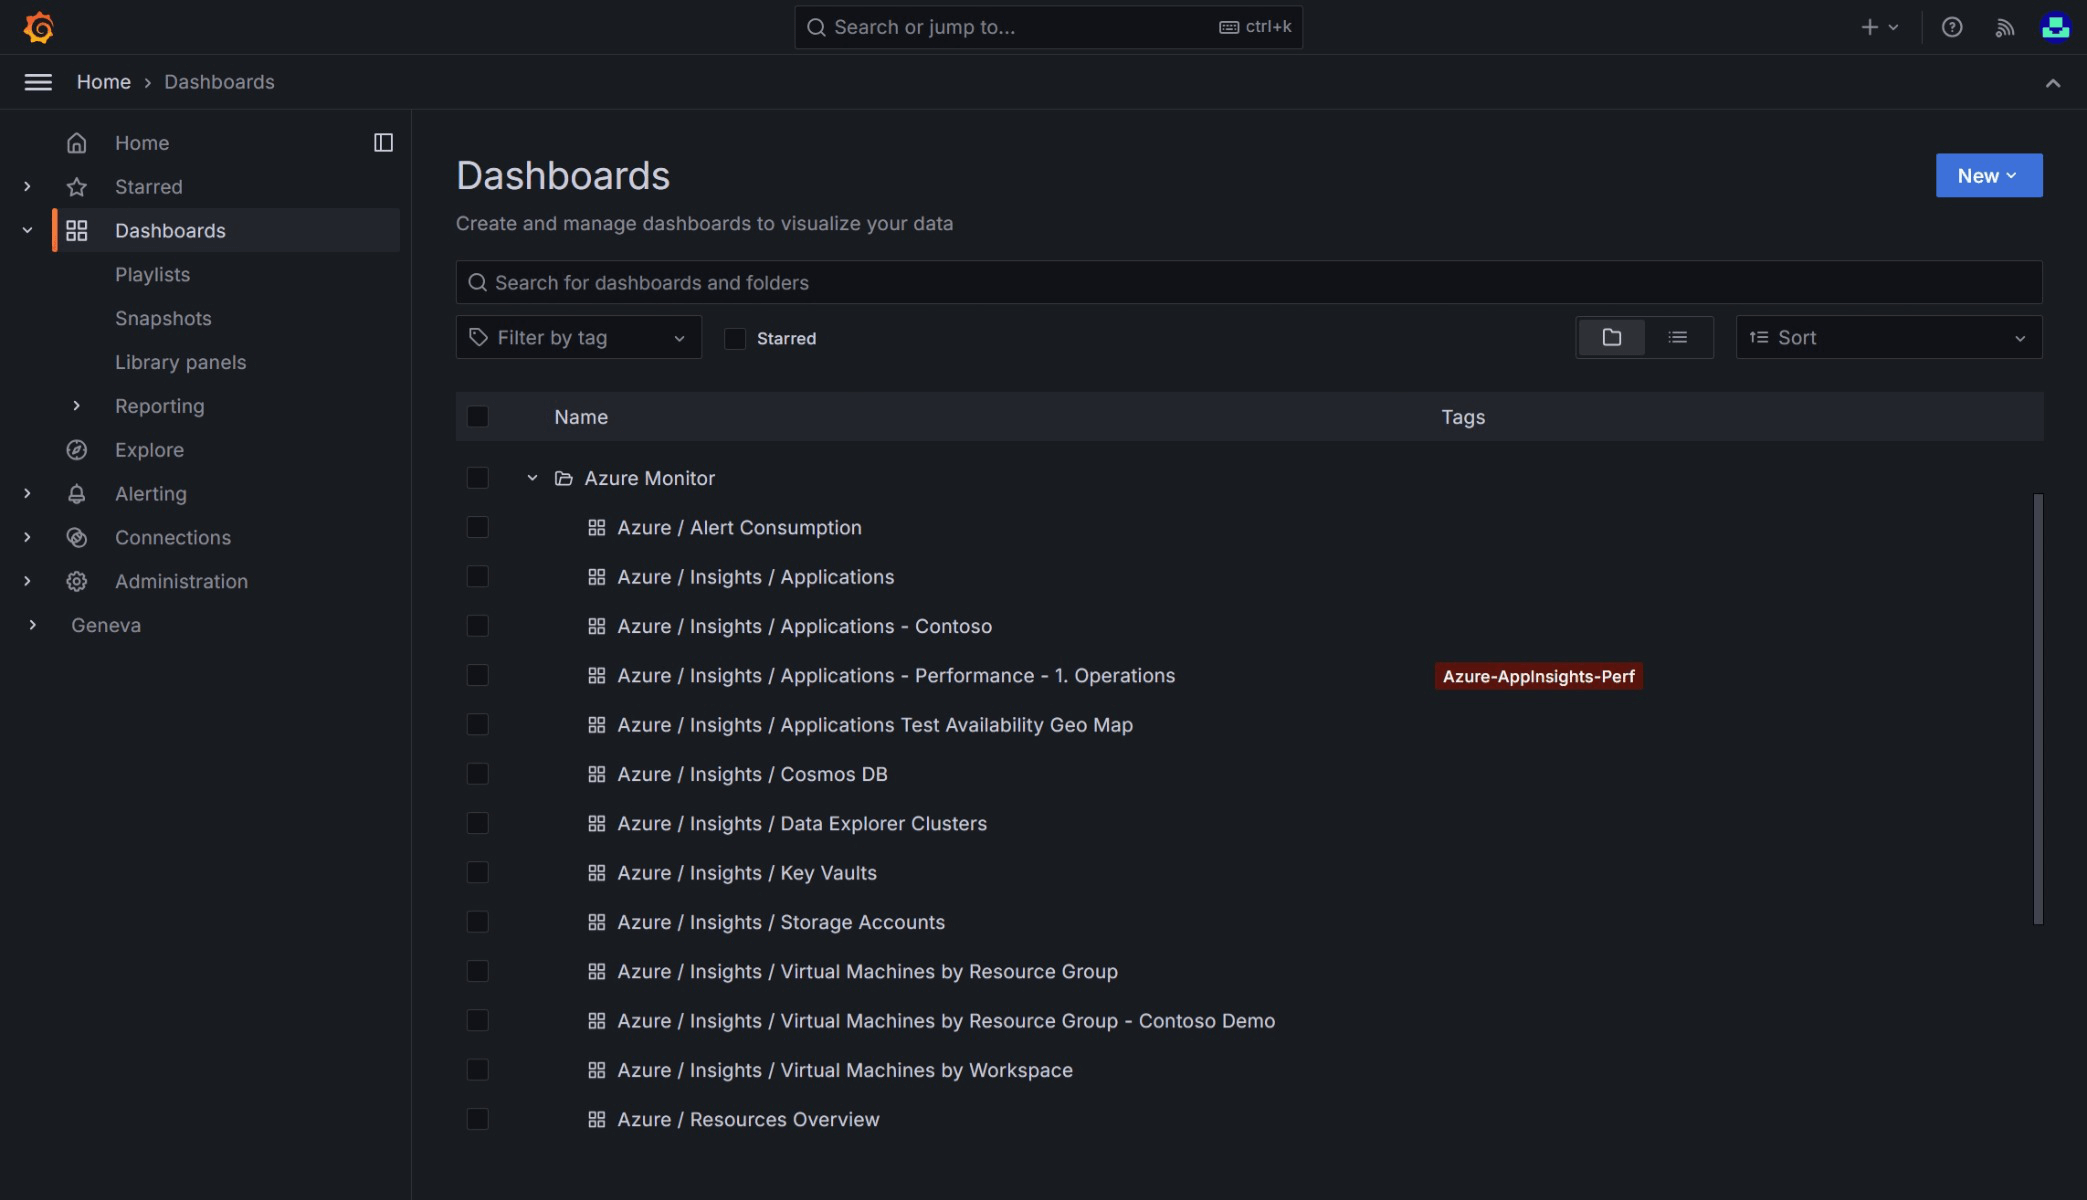 Search or jump to...
ctrl+k
Home
Dashboards
Home
Starred
Dashboards
Playlists
Snapshots
Library panels
Reporting
Explore
Alerting
Connections
Administration
Geneva
Dashboards
New
Create and manage dashboards to visualize your data
Search for dashboards and folders
Filter by tag
Starred
Sort
Name
Tags
Azure Monitor
Azure / Alert Consumption
Azure / Insights / Applications
Azure / Insights / Applications - Contoso
Azure / Insights / Applications - Performance - 1. Operations
Azure-AppInsights-Perf
Azure / Insights / Applications Test Availability Geo Map
Azure / Insights / Cosmos DB
Azure / Insights / Data Explorer Clusters
Azure / Insights / Key Vaults
Azure / Insights / Storage Accounts
Azure / Insights / Virtual Machines by Resource Group
Azure / Insights / Virtual Machines by Resource Group - Contoso Demo
Azure / Insights / Virtual Machines by Workspace
Azure / Resources Overview